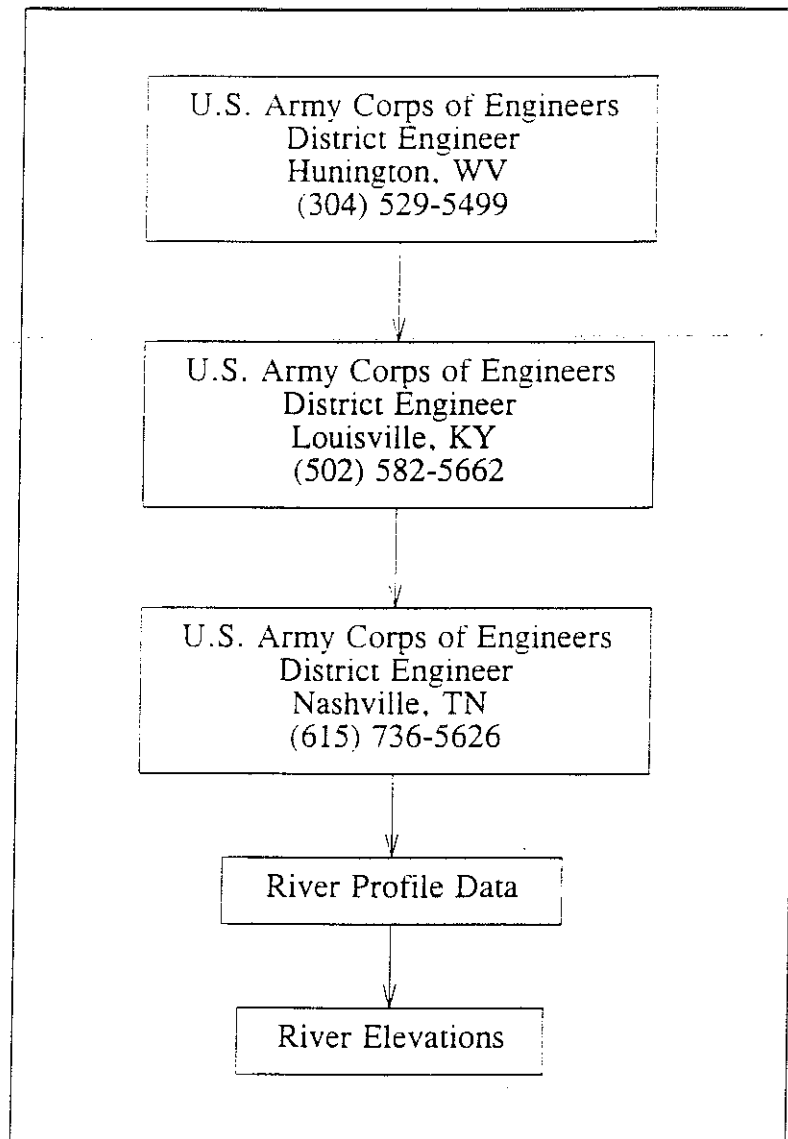 U.S. Army Corps of Engineers
District Engineer
Hunington, WV
(304) 529-5499
U.S. Army Corps of Engineers
District Engineer
Louisville, KY
(502) 582-5662
U.S. Army Corps of Engineers
District Engineer
Nashville, TN
(615) 736-5626
River Profile Data
River Elevations